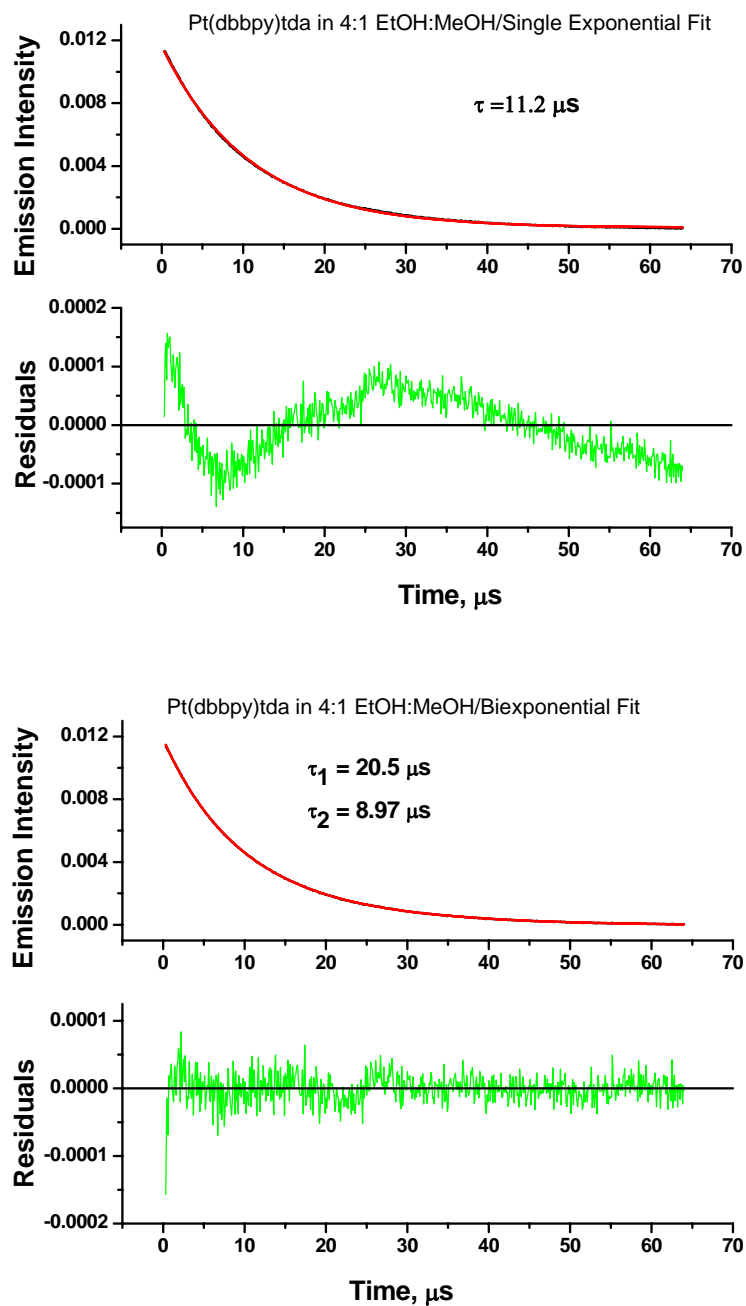 Pt(dbbpy)tda in 4:1 EtOH:MeOH/Single Exponential Fit
τ =11.2 μs
Emission Intensity
0.012
0.008
0.004
0.000
0 10 20 30 40 50 60 70
Residuals
0.0002
0.0001
0.0000
-0.0001
0 10 20 30 40 50 60 70
Time, μs
Pt(dbbpy)tda in 4:1 EtOH:MeOH/Biexponential Fit
τ1 = 20.5 μs
τ2 = 8.97 μs
Emission Intensity
0.012
0.008
0.004
0.000
0 10 20 30 40 50 60 70
Residuals
0.0001
0.0000
-0.0001
-0.0002
0 10 20 30 40 50 60 70
Time, μs